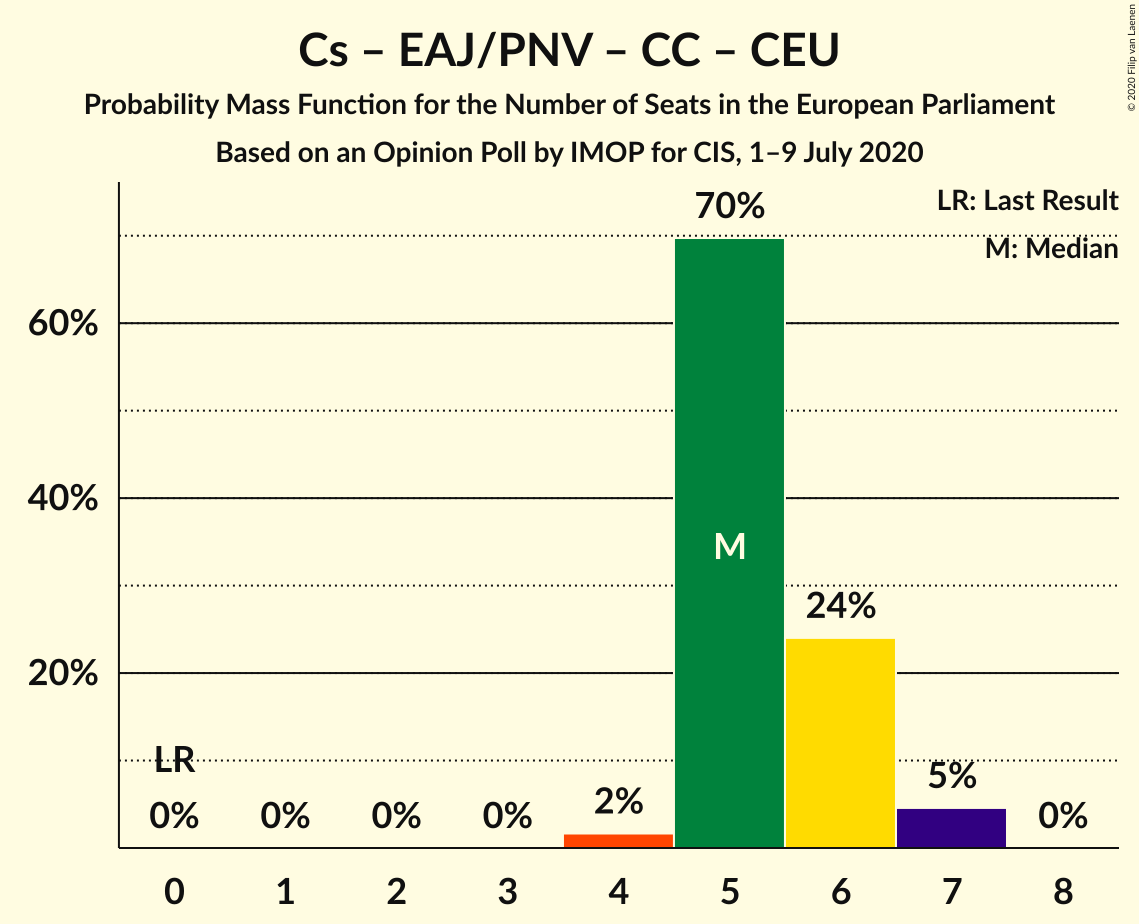 Cs – EAJ/PNV – CC – CEU
Probability Mass Function for the Number of Seats in the European Parliament
Based on an Opinion Poll by IMOP for CIS, 1–9 July 2020
© 2020 Filip van Laenen
LR: Last Result
M: Median
70%
60%
40%
M
24%
20%
LR
5%
2%
0% 0% 0% 0% 0%
0 1 2 3 4 5 6 7 8